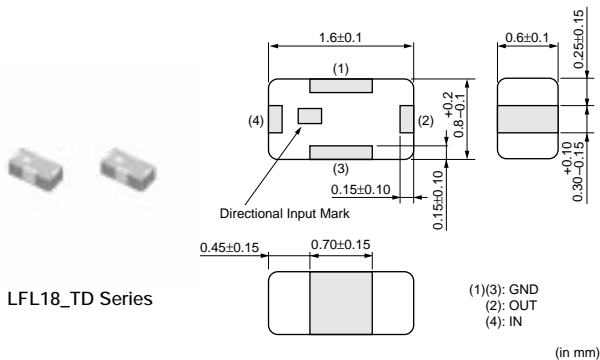 1.6±0.1
0.6±0.1
0.25±0.15
(1)
(4)
(2)
+0.2
0.8–0.1
(3)
+0.10
0.30–0.15
0.15±0.10
0.15±0.10
Directional Input Mark
0.45±0.15
0.70±0.15
LFL18_TD Series
(1)(3): GND
(2): OUT
(4): IN
(in mm)